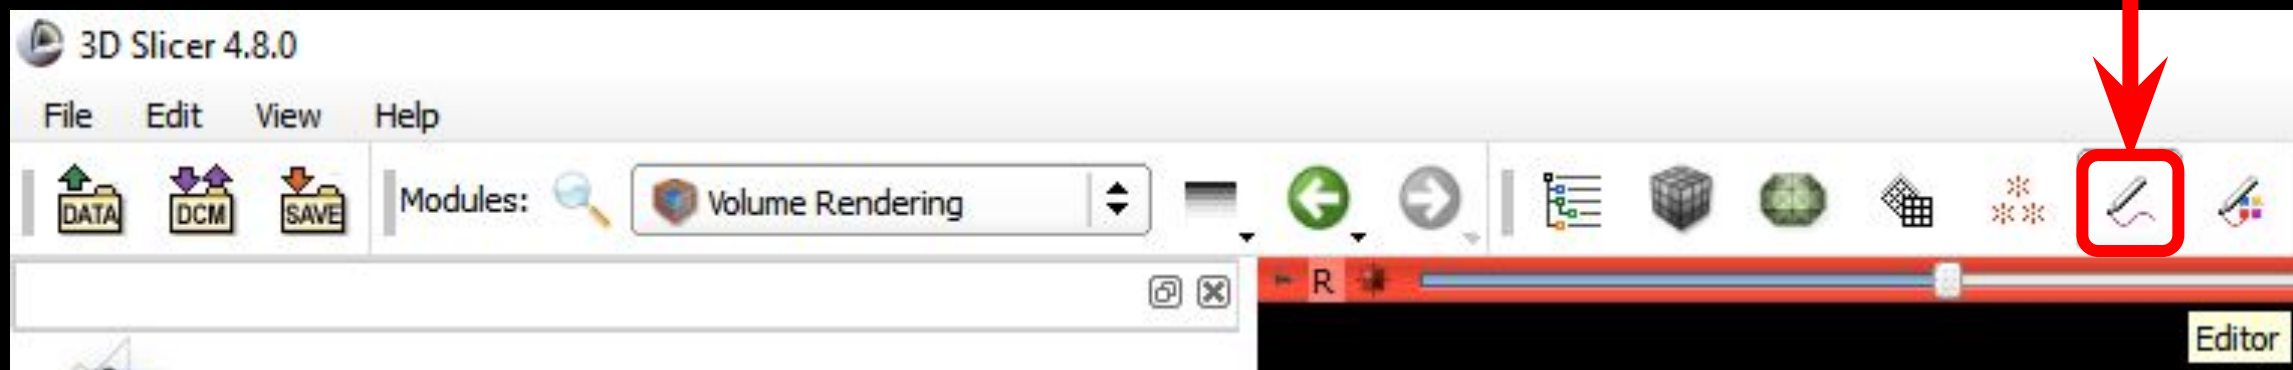 3D Slicer 4.8.0
File Edit View Help
DATA DCM SAVE Modules: Volume Rendering
R
Editor